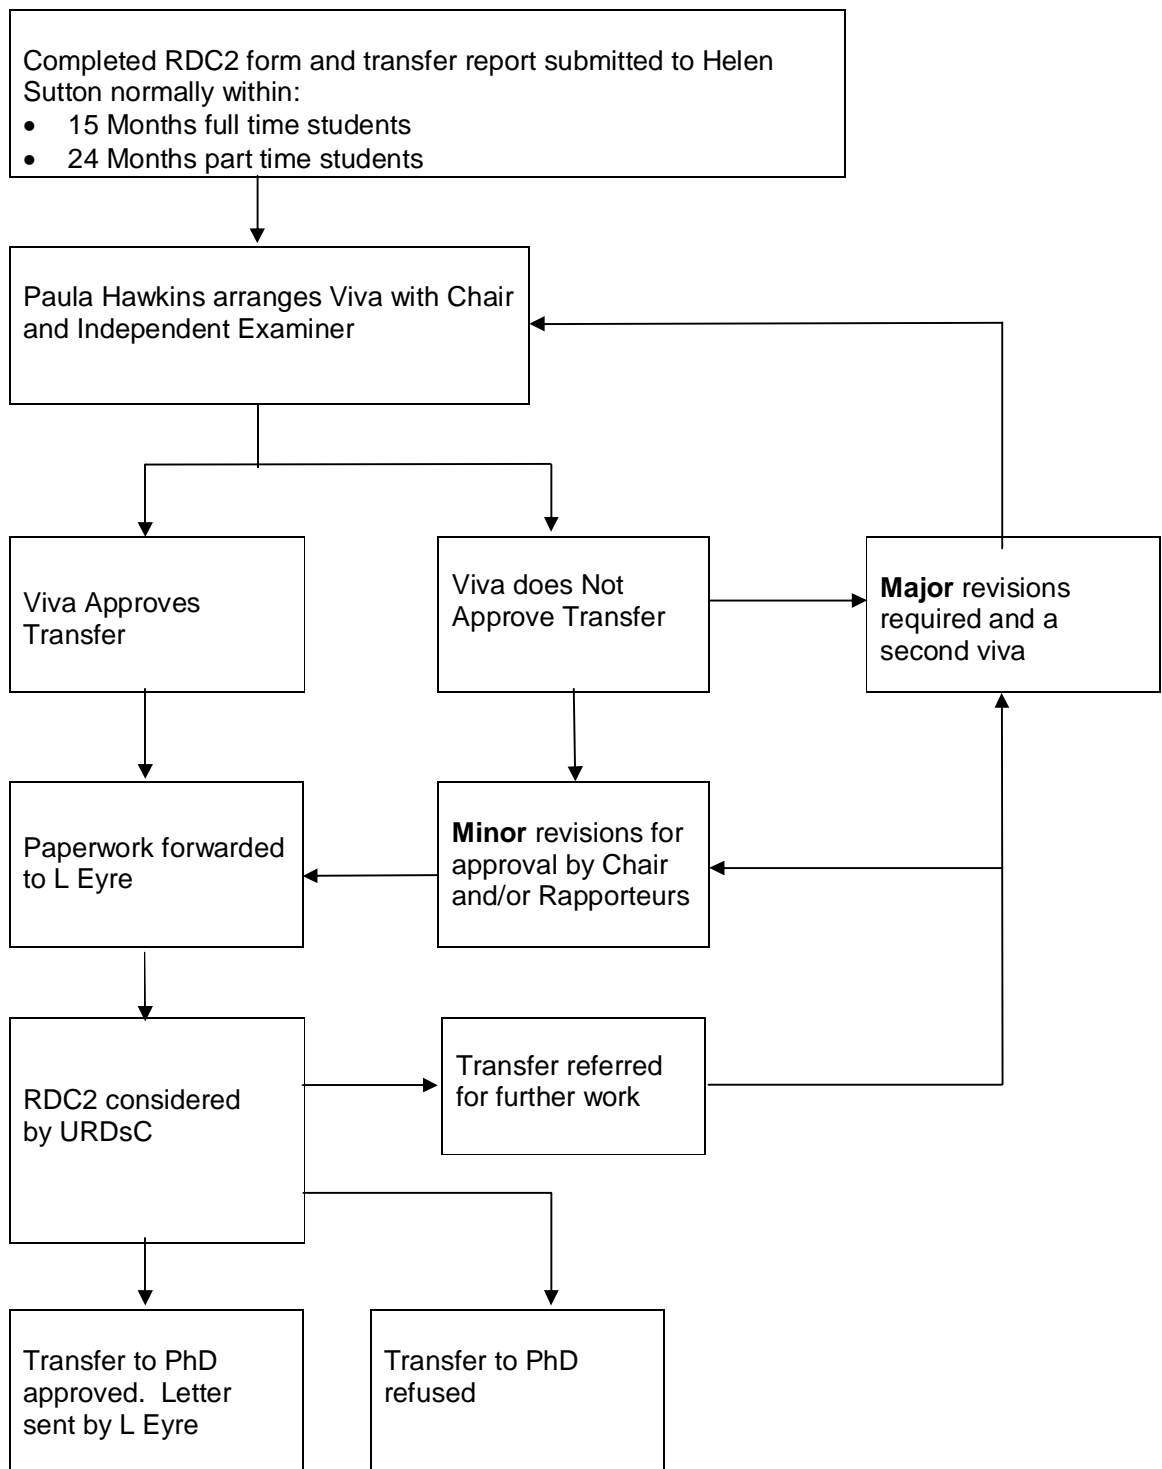 Completed RDC2 form and transfer report submitted to Helen
Sutton normally within:
• 15 Months full time students
• 24 Months part time students
Paula Hawkins arranges Viva with Chair
and Independent Examiner
Viva Approves
Transfer
Viva does Not
Approve Transfer
Major revisions
required and a
second viva
Paperwork forwarded
to L Eyre
Minor revisions for
approval by Chair
and/or Rapporteurs
RDC2 considered
by URDsC
Transfer referred
for further work
Transfer to PhD
approved.  Letter
sent by L Eyre
Transfer to PhD
refused